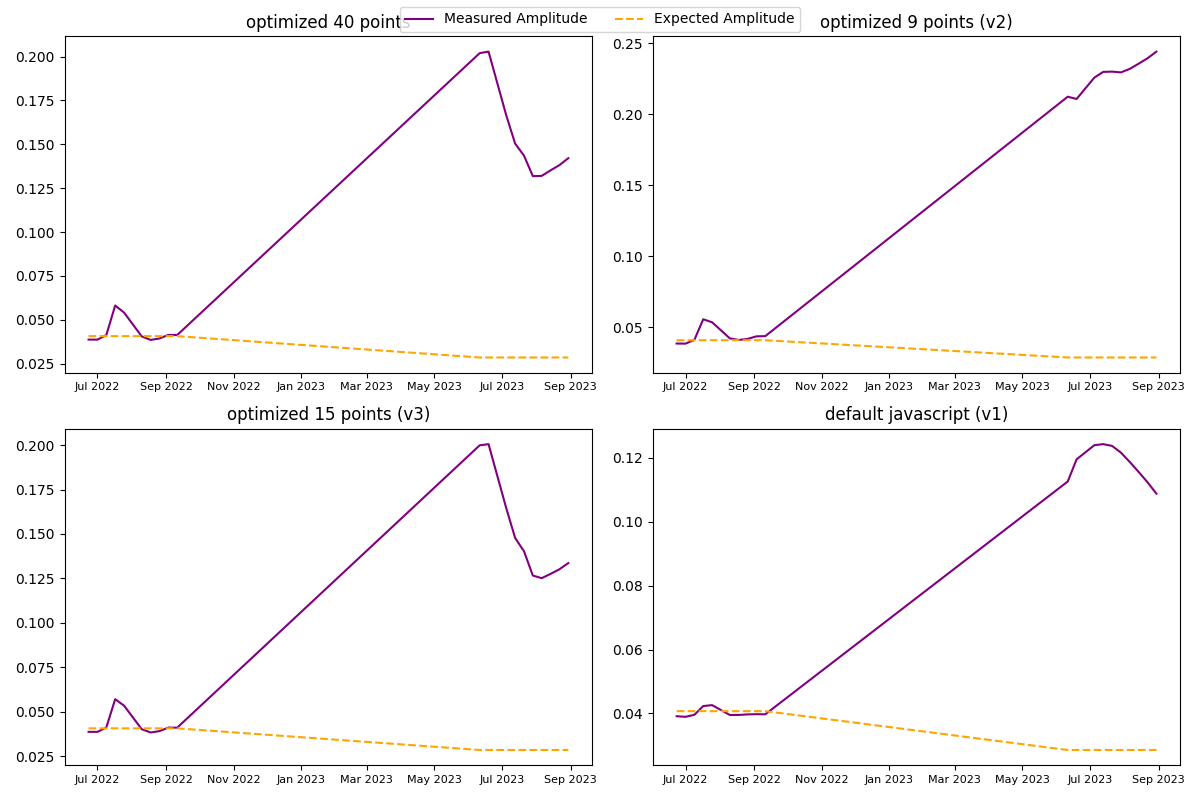 optimized 40 points
Measured Amplitude
Expected Amplitude
optimized 9 points (v2)
0.200
0.175
0.150
0.125
0.100
0.075
0.050
0.025
Jul 2022 Sep 2022 Nov 2022 Jan 2023 Mar 2023 May 2023 Jul 2023 Sep 2023
0.25
0.20
0.15
0.10
0.05
Jul 2022 Sep 2022 Nov 2022 Jan 2023 Mar 2023 May 2023 Jul 2023 Sep 2023
optimized 15 points (v3)
0.200
0.175
0.150
0.125
0.100
0.075
0.050
0.025
Jul 2022 Sep 2022 Nov 2022 Jan 2023 Mar 2023 May 2023 Jul 2023 Sep 2023
default javascript (v1)
0.12
0.10
0.08
0.06
0.04
Jul 2022 Sep 2022 Nov 2022 Jan 2023 Mar 2023 May 2023 Jul 2023 Sep 2023